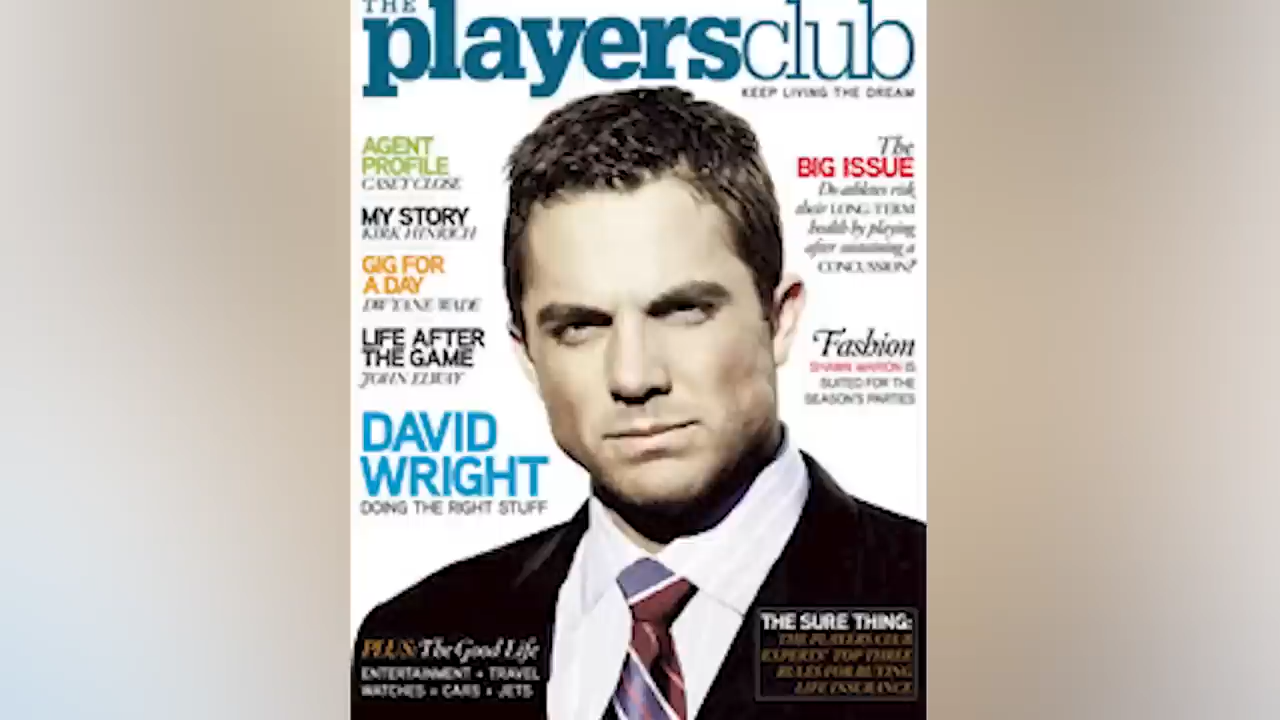 THE
playersclub
KEEP LIVING THE DREAM
AGENT
PROFILE
CASEY CLOSE
MY STORY
KIRK HINRICH
GIG FOR
A DAY
DWYANE WADE
LIFE AFTER
THE GAME
JOHN ELWAY
DAVID
WRIGHT
DOING THE RIGHT STUFF
The
BIG ISSUE
Do athletes risk
their LONG TERM
health by playing
after sustaining a
CONCUSSION?
Fashion
SHAWN MARION IS
SUITED FOR THE
SEASON'S PARTIES
PLUS: The Good Life
ENTERTAINMENT + TRAVEL
WATCHES + CARS + JETS
THE SURE THING:
THE PLAYERS CLUB
EXPERTS' TOP THREE
RULES FOR BUYING
LIFE INSURANCE